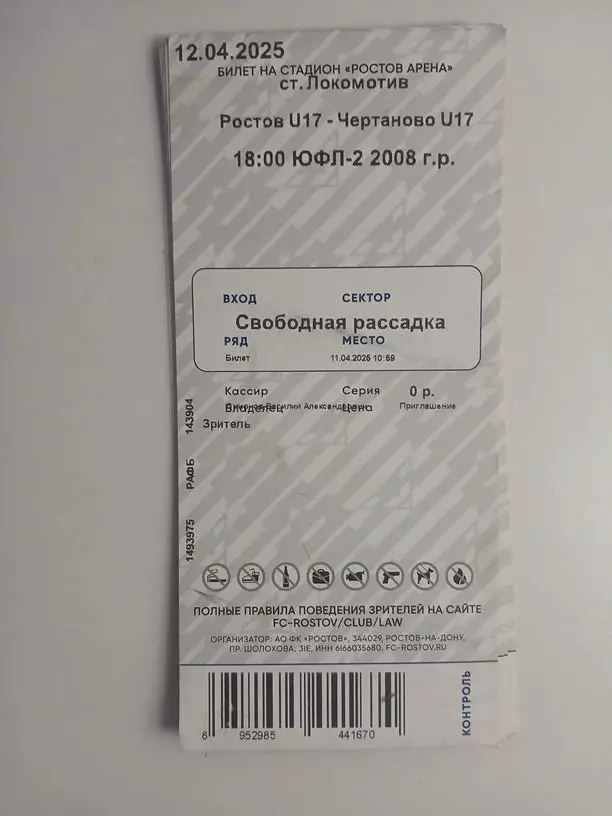 12.04.2025
БИЛЕТ НА СТАДИОН «РОСТОВ АРЕНА»
ст.Локомотив
Ростов U17 - Чертаново U17
18:00 ЮФЛ-2 2008 г.р.
ВХОД СЕКТОР
Свободная рассадка
РЯД МЕСТО
Билет 11.04.2025 10:59
Кассир Серия 0 р.
Владелец Василий Александрович Цена Приглашение
Зритель
143904
РАФБ
1493975
ПОЛНЫЕ ПРАВИЛА ПОВЕДЕНИЯ ЗРИТЕЛЕЙ НА САЙТЕ
FC-ROSTOV/CLUB/LAW
ОРГАНИЗАТОР: АО ФК «РОСТОВ», 344029, РОСТОВ-НА-ДОНУ,
ПР. ШОЛОХОВА, 31Е, ИНН 6166035680, FC-ROSTOV.RU
КОНТРОЛЬ
8 952985 441670